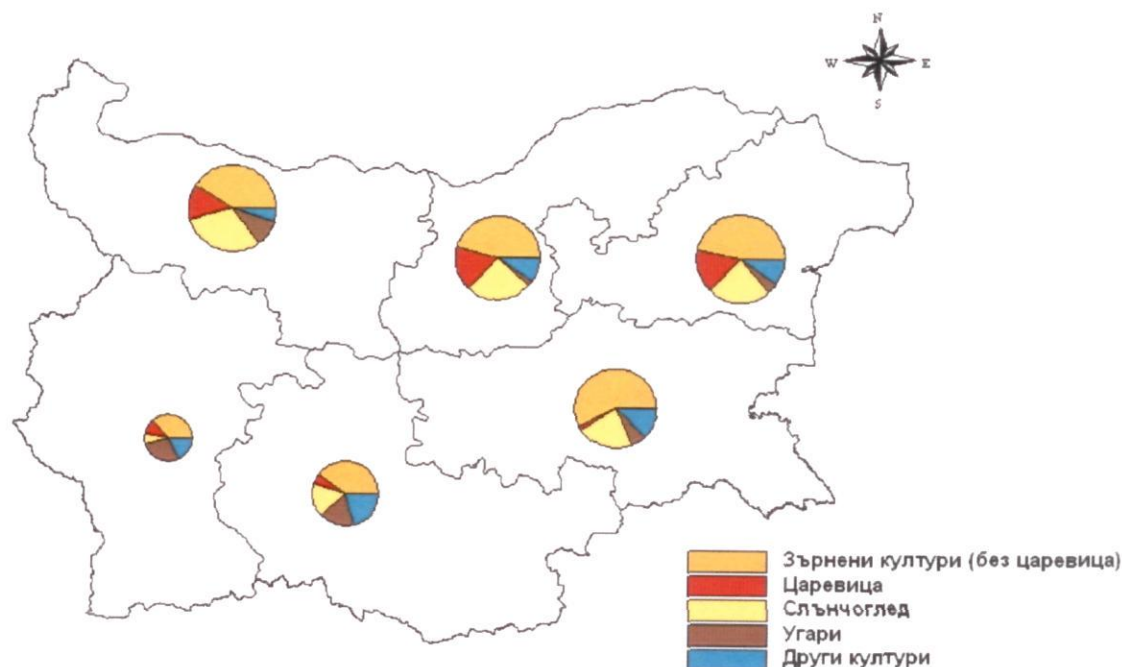 N
W E
S
Зърнени култури (без царевица)
Царевица
Слънчоглед
Угари
Други култури